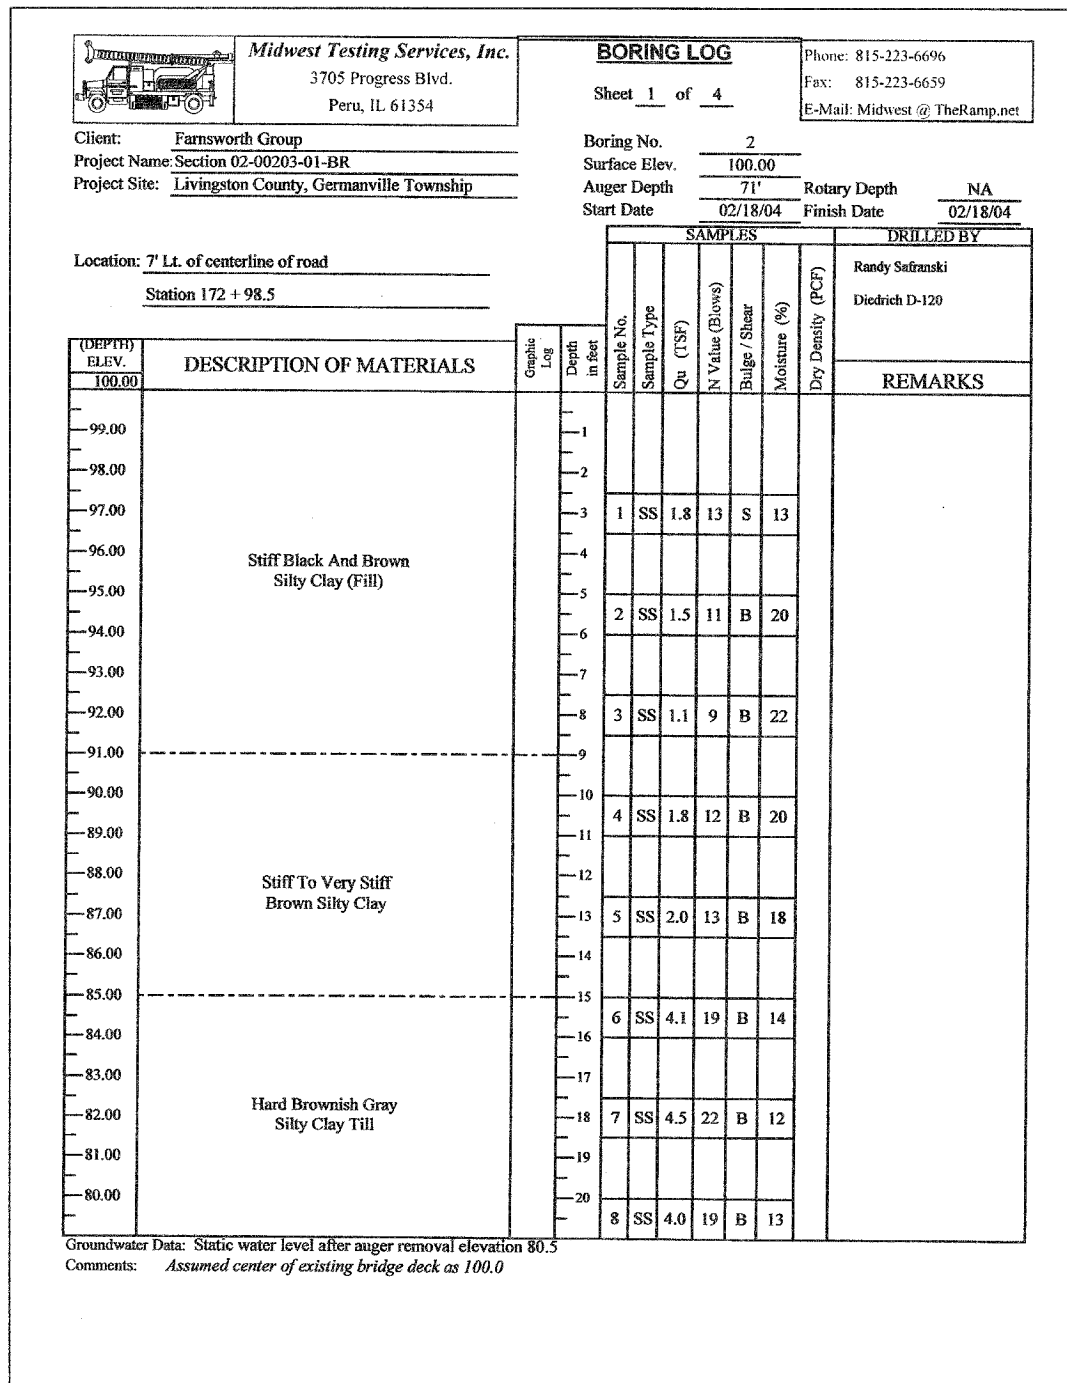 Midwest Testing Services, Inc.
3705 Progress Blvd.
Peru, IL 61354
BORING LOG
Sheet 1 of 4
Phone: 815-223-6696
Fax: 815-223-6659
E-Mail: Midwest @ TheRamp.net
Client: Farnsworth Group
Project Name: Section 02-00203-01-BR
Project Site: Livingston County, Germanville Township
Boring No. 2
Surface Elev. 100.00
Auger Depth 71' Rotary Depth NA
Start Date 02/18/04 Finish Date 02/18/04
Location: 7' Lt. of centerline of road
Station 172 + 98.5
SAMPLES
DRILLED BY
Randy Safranski
Diedrich D-120
(DEPTH)
ELEV.
100.00
DESCRIPTION OF MATERIALS
Graphic
Log
Depth
in feet
Sample No.
Sample Type
Qu (TSF)
N Value (Blows)
Bulge / Shear
Moisture (%)
Dry Density (PCF)
REMARKS
99.00 1
98.00 2
97.00 3 1 SS 1.8 13 S 13
96.00 4
Stiff Black And Brown
Silty Clay (Fill)
95.00 5
2 SS 1.5 11 B 20
94.00 6
93.00 7
92.00 8 3 SS 1.1 9 B 22
91.00 9
90.00 10
4 SS 1.8 12 B 20
89.00 11
88.00 12
Stiff To Very Stiff
Brown Silty Clay
87.00 13 5 SS 2.0 13 B 18
86.00 14
85.00 15
6 SS 4.1 19 B 14
84.00 16
83.00 17
Hard Brownish Gray
Silty Clay Till
82.00 18 7 SS 4.5 22 B 12
81.00 19
80.00 20
8 SS 4.0 19 B 13
Groundwater Data: Static water level after auger removal elevation 80.5
Comments: Assumed center of existing bridge deck as 100.0